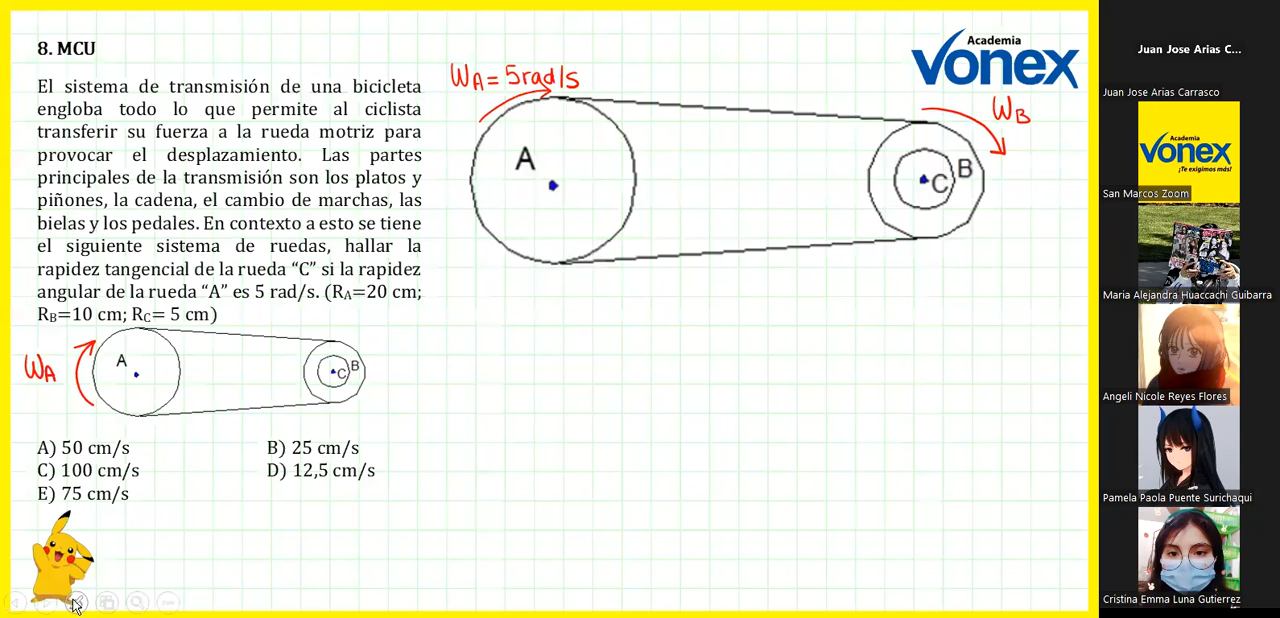 8. MCU
El sistema de transmisión de una bicicleta
engloba todo lo que permite al ciclista
transferir su fuerza a la rueda motriz para
provocar el desplazamiento. Las partes
principales de la transmisión son los platos y
piñones, la cadena, el cambio de marchas, las
bielas y los pedales. En contexto a esto se tiene
el siguiente sistema de ruedas, hallar la
rapidez tangencial de la rueda “C” si la rapidez
angular de la rueda “A” es 5 rad/s. (RA=20 cm;
RB=10 cm; RC= 5 cm)
WA
A
C
B
A) 50 cm/s
B) 25 cm/s
C) 100 cm/s
D) 12,5 cm/s
E) 75 cm/s
WA = 5rad/s
A
WB
B
C
Academia
Vonex
Juan Jose Arias C...
Juan Jose Arias Carrasco
Academia
Vonex
¡Te exigimos más!
San Marcos Zoom
Maria Alejandra Huaccachi Guibarra
Angeli Nicole Reyes Flores
Pamela Paola Puente Surichaqui
Cristina Emma Luna Gutierrez